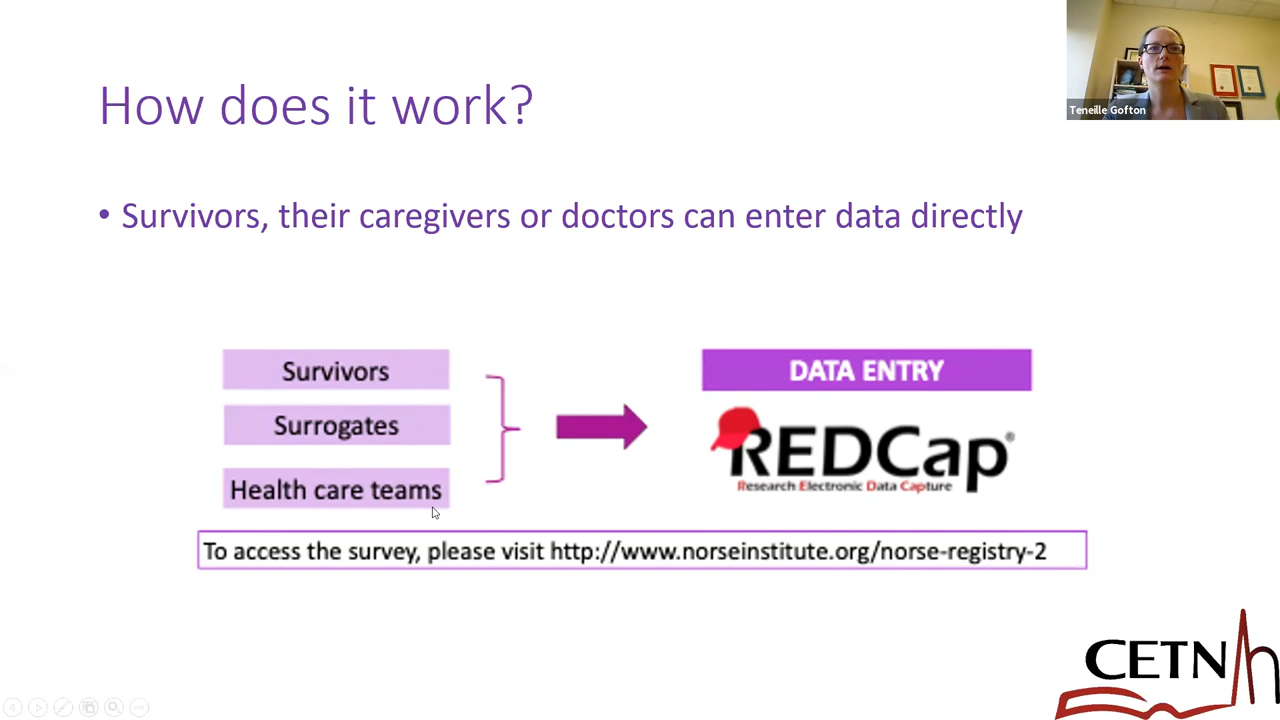 How does it work?
Teneille Gofton
• Survivors, their caregivers or doctors can enter data directly
Survivors
Surrogates
Health care teams
DATA ENTRY
REDCap®
Research Electronic Data Capture
To access the survey, please visit http://www.norseinstitute.org/norse-registry-2
CETN